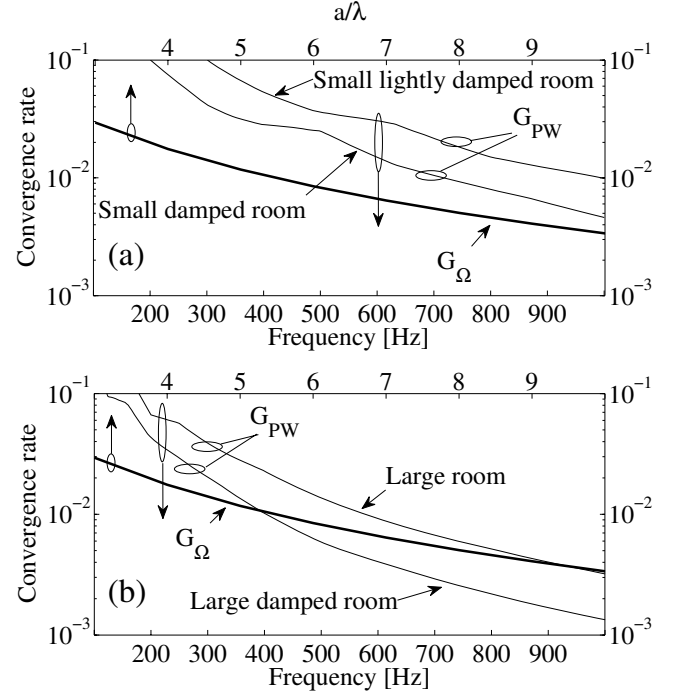 a/λ
4 5 6 7 8 9
10⁻¹ 10⁻¹
Small lightly damped room
G_PW
10⁻² 10⁻²
Small damped room
(a)
G_Ω
10⁻³ 10⁻³
Convergence rate
200 300 400 500 600 700 800 900
Frequency [Hz]
4 5 6 7 8 9
10⁻¹ 10⁻¹
G_PW
Large room
10⁻² 10⁻²
G_Ω
(b)
Large damped room
10⁻³ 10⁻³
Convergence rate
200 300 400 500 600 700 800 900
Frequency [Hz]